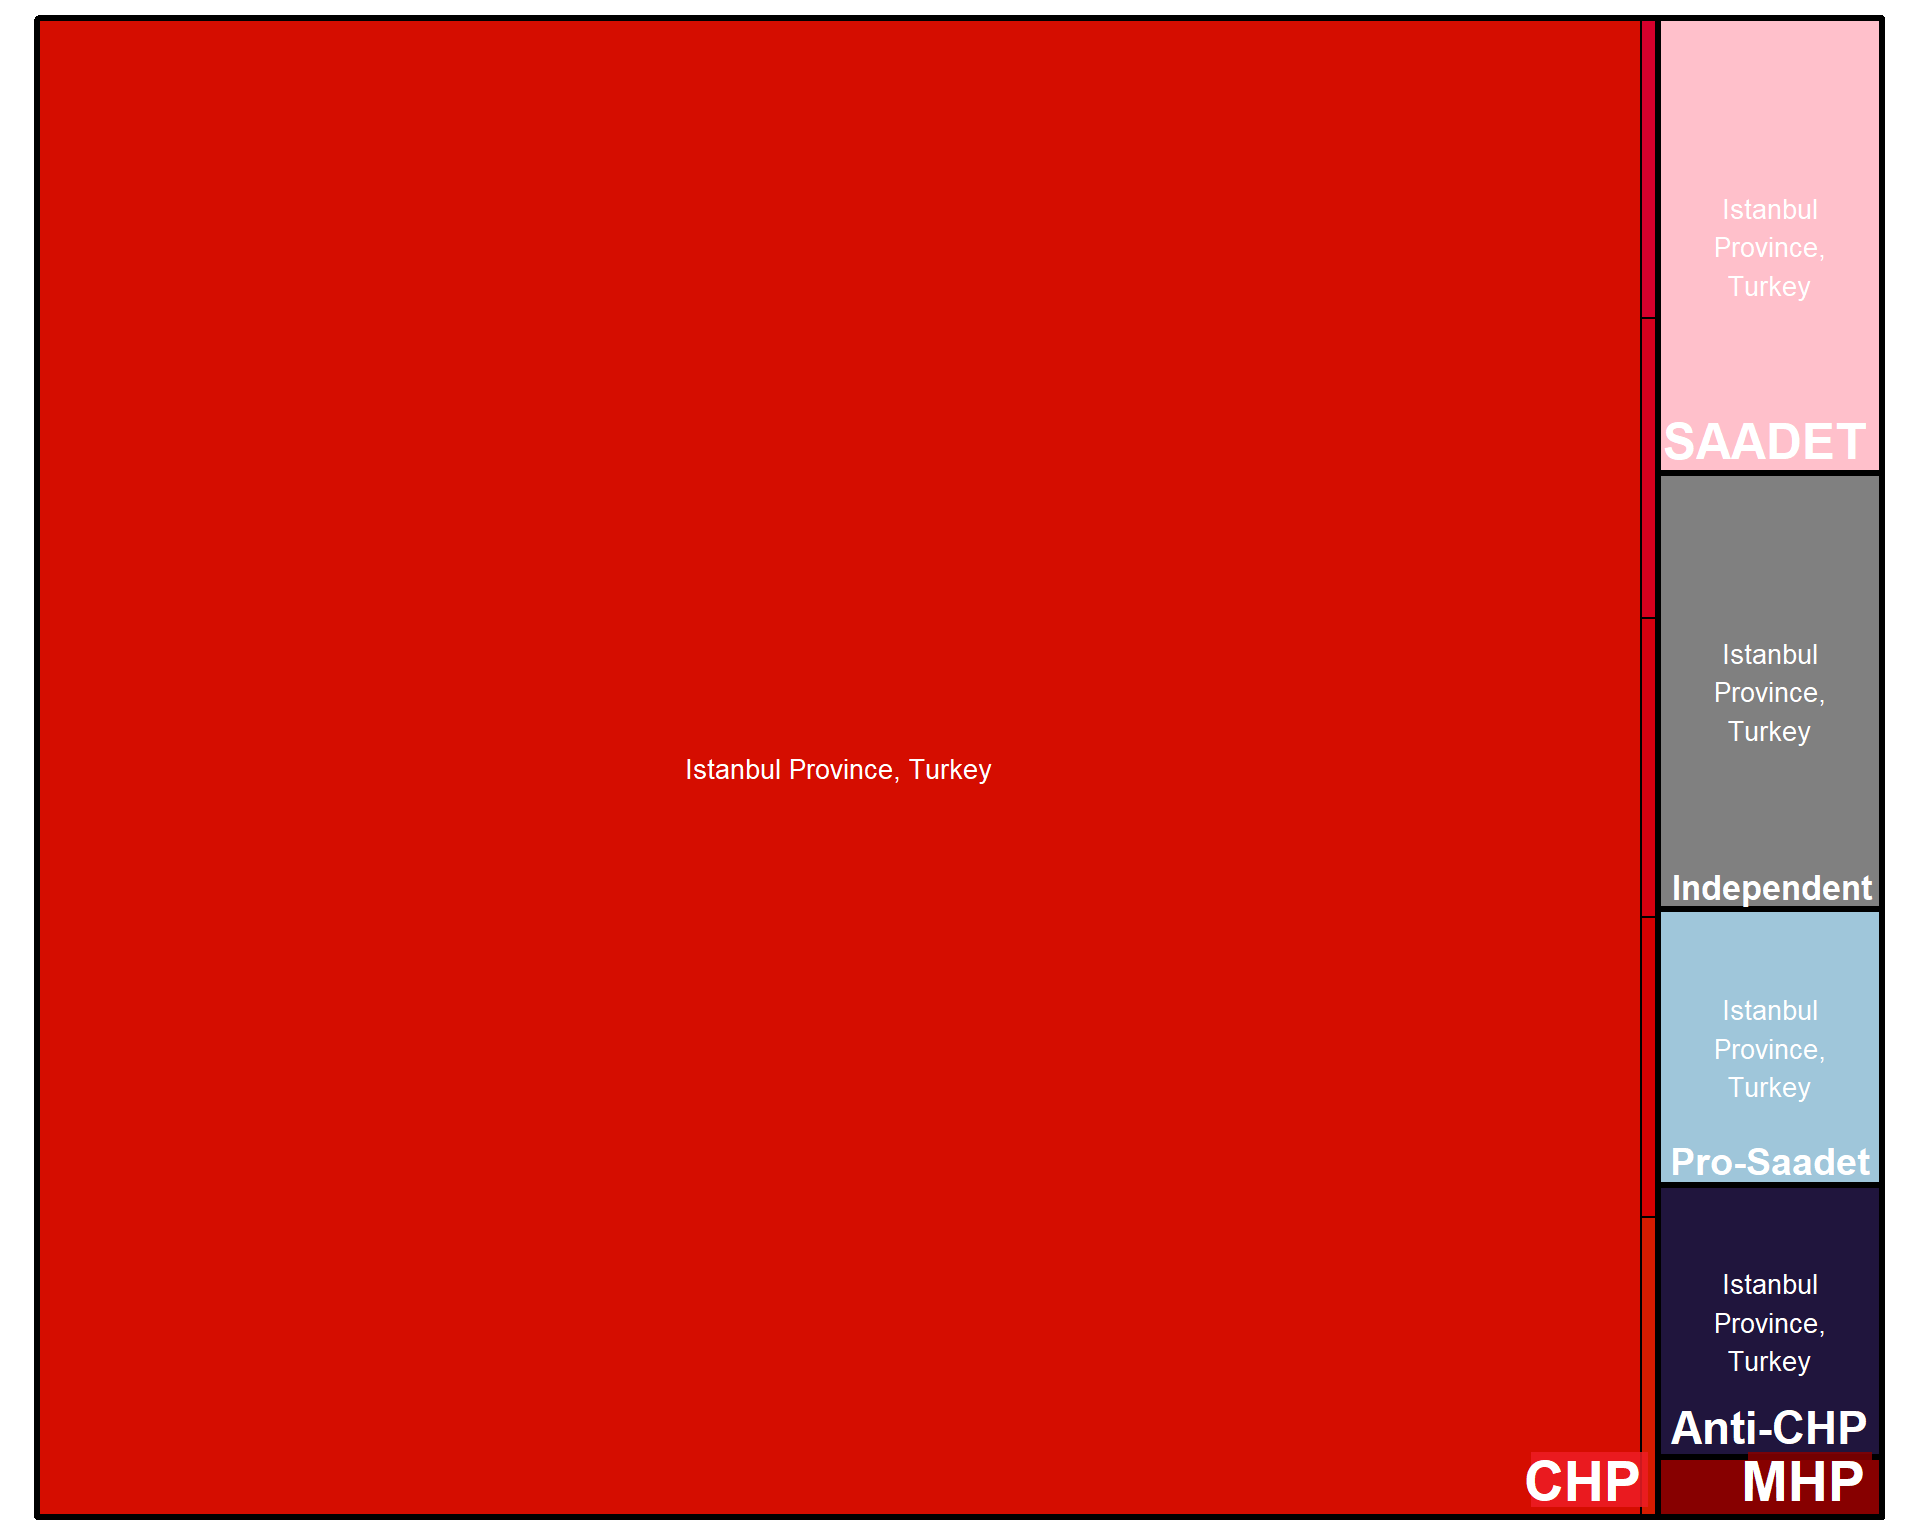 Istanbul Province, Turkey
CHP
Istanbul
Province,
Turkey
SAADET
Istanbul
Province,
Turkey
Independent
Istanbul
Province,
Turkey
Pro-Saadet
Istanbul
Province,
Turkey
Anti-CHP
MHP